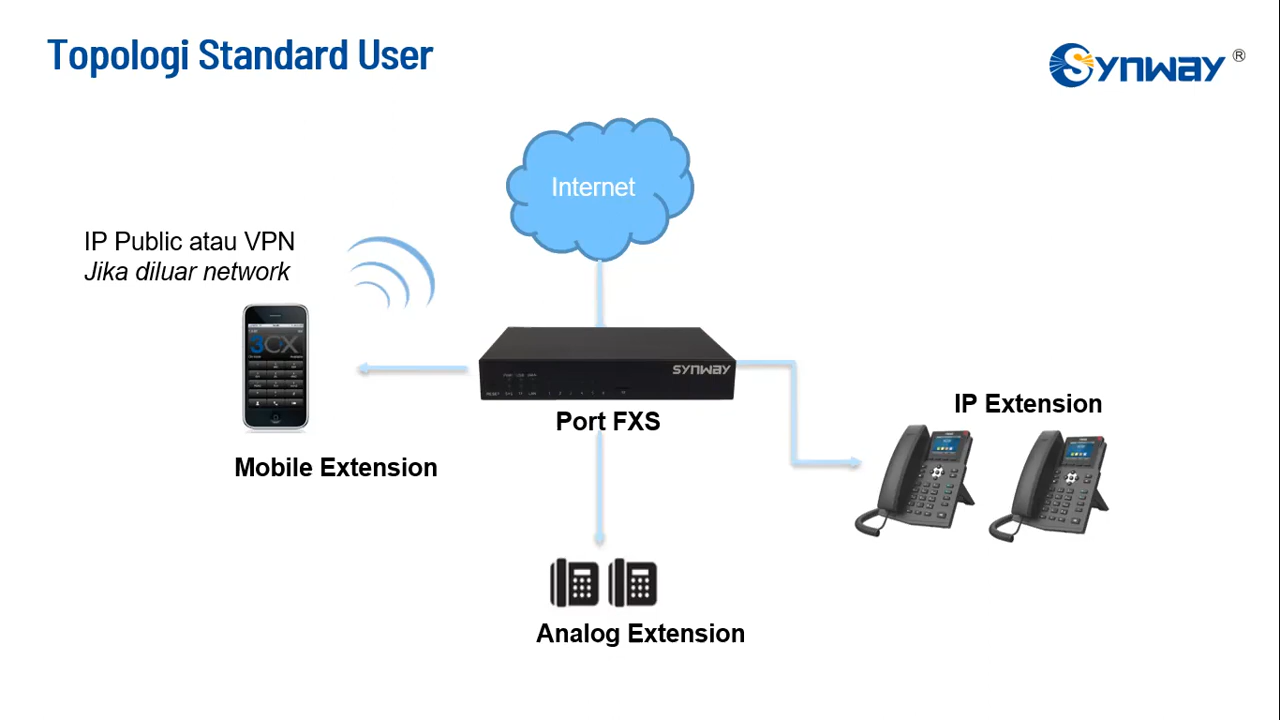 Topologi Standard User
SYNWAY ®
Internet
IP Public atau VPN
Jika diluar network
3CX
SYNWAY
RESET
Port FXS
IP Extension
Mobile Extension
Analog Extension